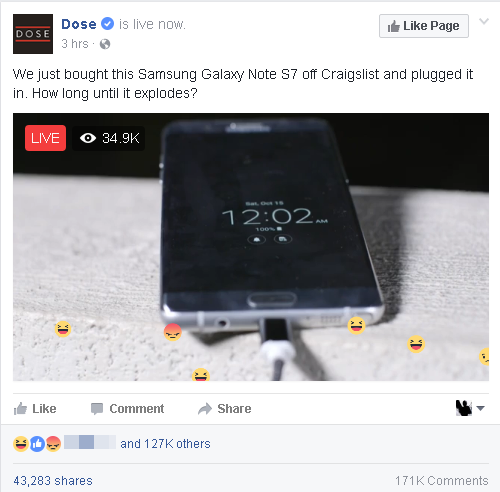 DOSE
Dose is live now.
Like Page
3 hrs ·
We just bought this Samsung Galaxy Note S7 off Craigslist and plugged it
in. How long until it explodes?
LIVE 34.9K
SAMSUNG
Sat, Oct 15
12:02 AM
100%
Like Comment Share
and 127K others
43,283 shares 171K Comments